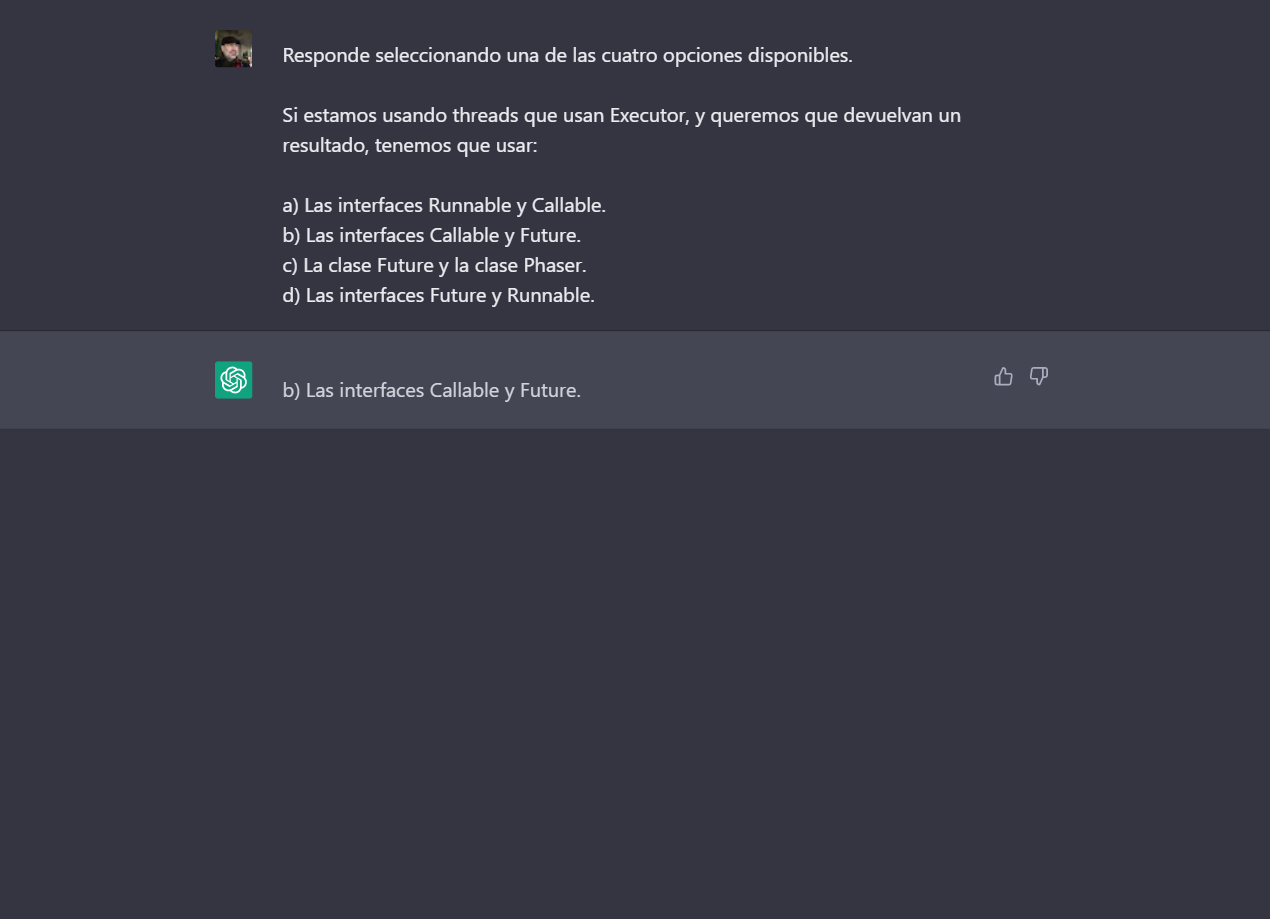 Responde seleccionando una de las cuatro opciones disponibles.
Si estamos usando threads que usan Executor, y queremos que devuelvan un
resultado, tenemos que usar:
a) Las interfaces Runnable y Callable.
b) Las interfaces Callable y Future.
c) La clase Future y la clase Phaser.
d) Las interfaces Future y Runnable.
b) Las interfaces Callable y Future.